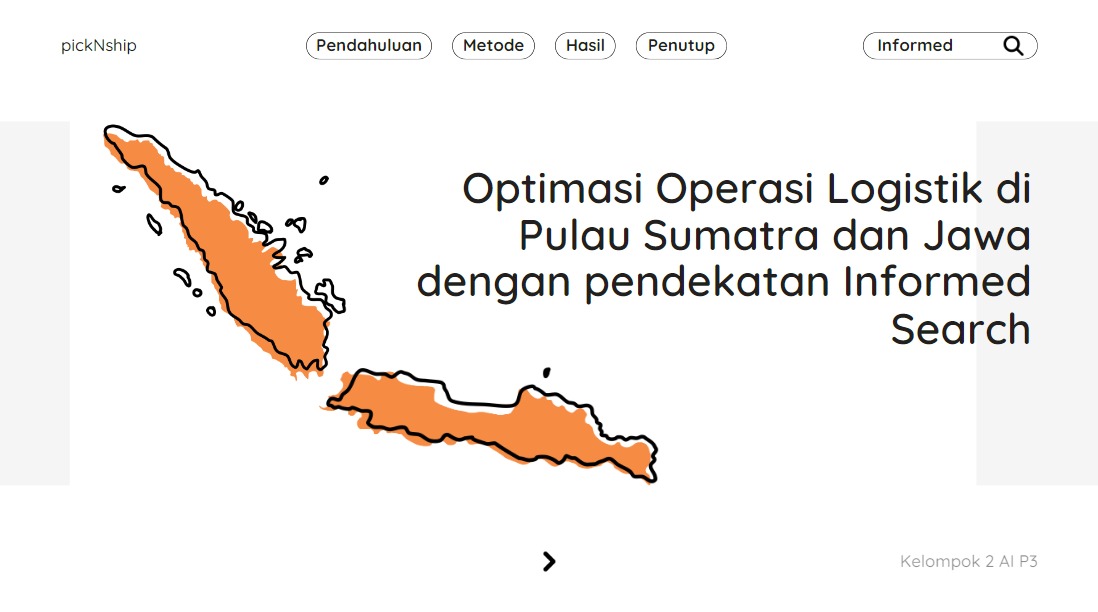 pickNship
Pendahuluan
Metode
Hasil
Penutup
Informed
Optimasi Operasi Logistik di
Pulau Sumatra dan Jawa
dengan pendekatan Informed
Search
Kelompok 2 AI P3